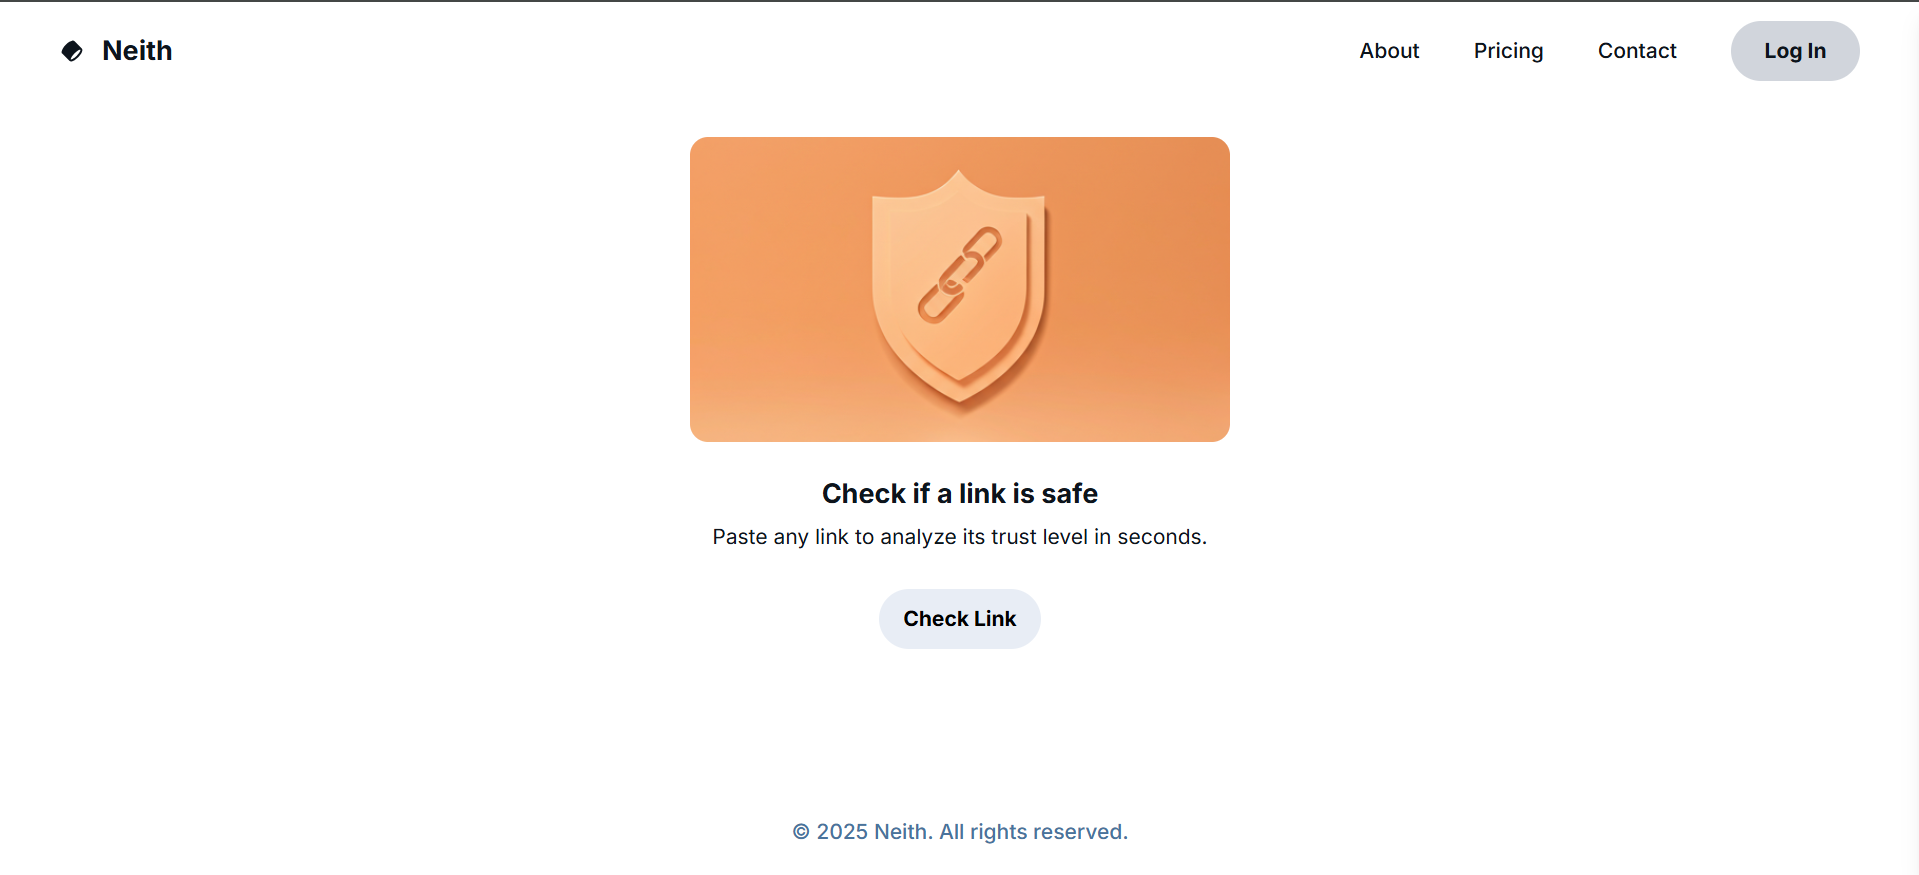 Neith
About
Pricing
Contact
Log In
Check if a link is safe
Paste any link to analyze its trust level in seconds.
Check Link
© 2025 Neith. All rights reserved.